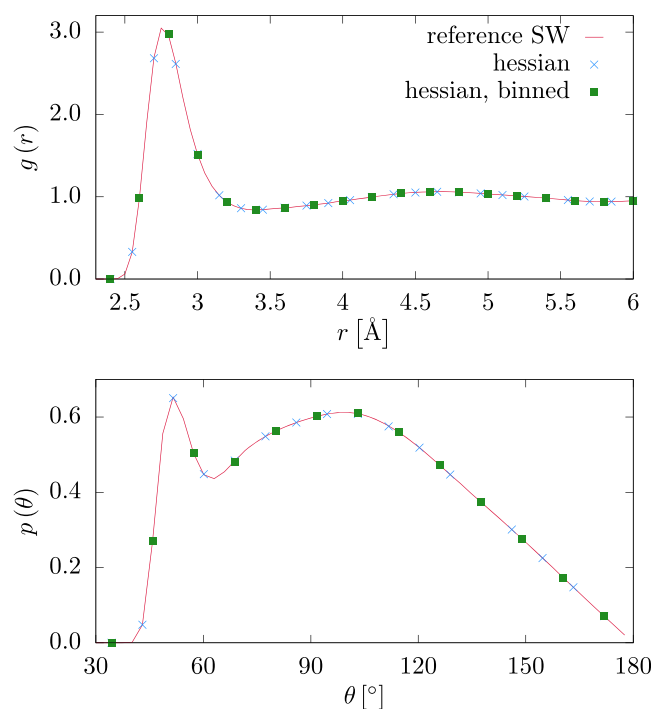 reference SW
hessian
hessian, binned
g(r)
3.0
2.0
1.0
0.0
2.5 3 3.5 4 4.5 5 5.5 6
r [Å]
p(θ)
0.6
0.4
0.2
0.0
30 60 90 120 150 180
θ [°]